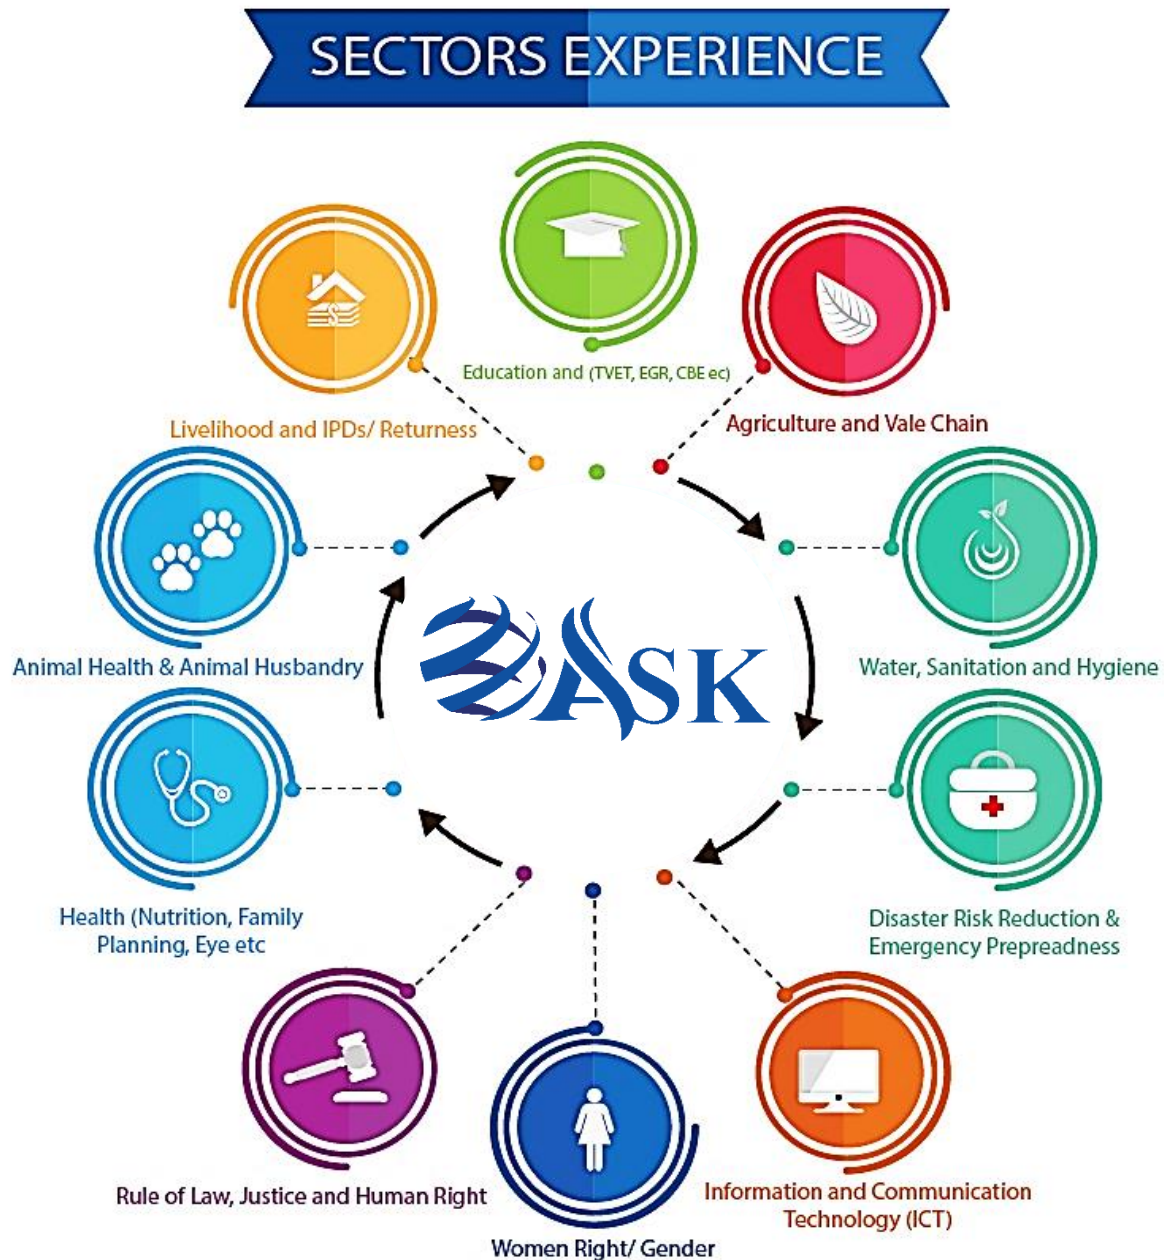 SECTORS EXPERIENCE
Education and (TVET, EGR, CBE ec)
Livelihood and IPDs/ Returness
Agriculture and Vale Chain
Animal Health & Animal Husbandry
Water, Sanitation and Hygiene
ASK
Health (Nutrition, Family
Planning, Eye etc
Disaster Risk Reduction &
Emergency Prepreadness
Rule of Law, Justice and Human Right
Information and Communication
Technology (ICT)
Women Right/ Gender